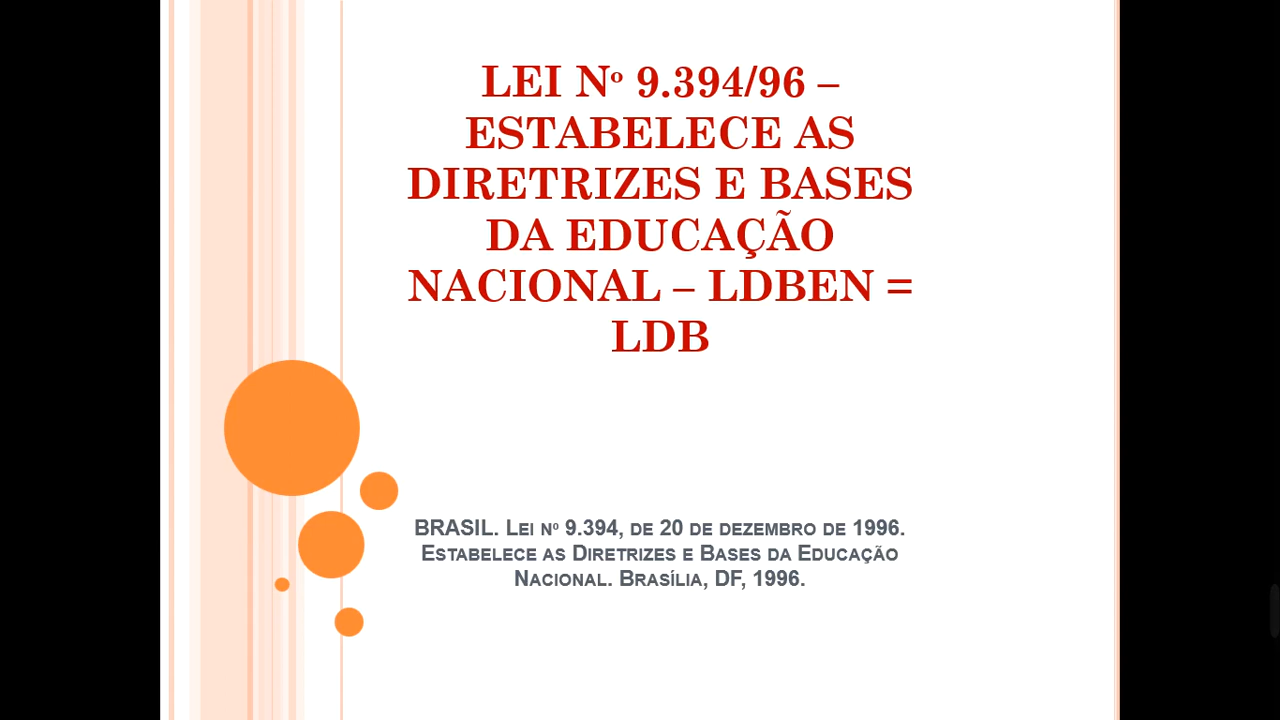 LEI Nº 9.394/96 –
ESTABELECE AS
DIRETRIZES E BASES
DA EDUCAÇÃO
NACIONAL – LDBEN =
LDB
BRASIL. Lei nº 9.394, de 20 de dezembro de 1996.
Estabelece as Diretrizes e Bases da Educação
Nacional. Brasília, DF, 1996.